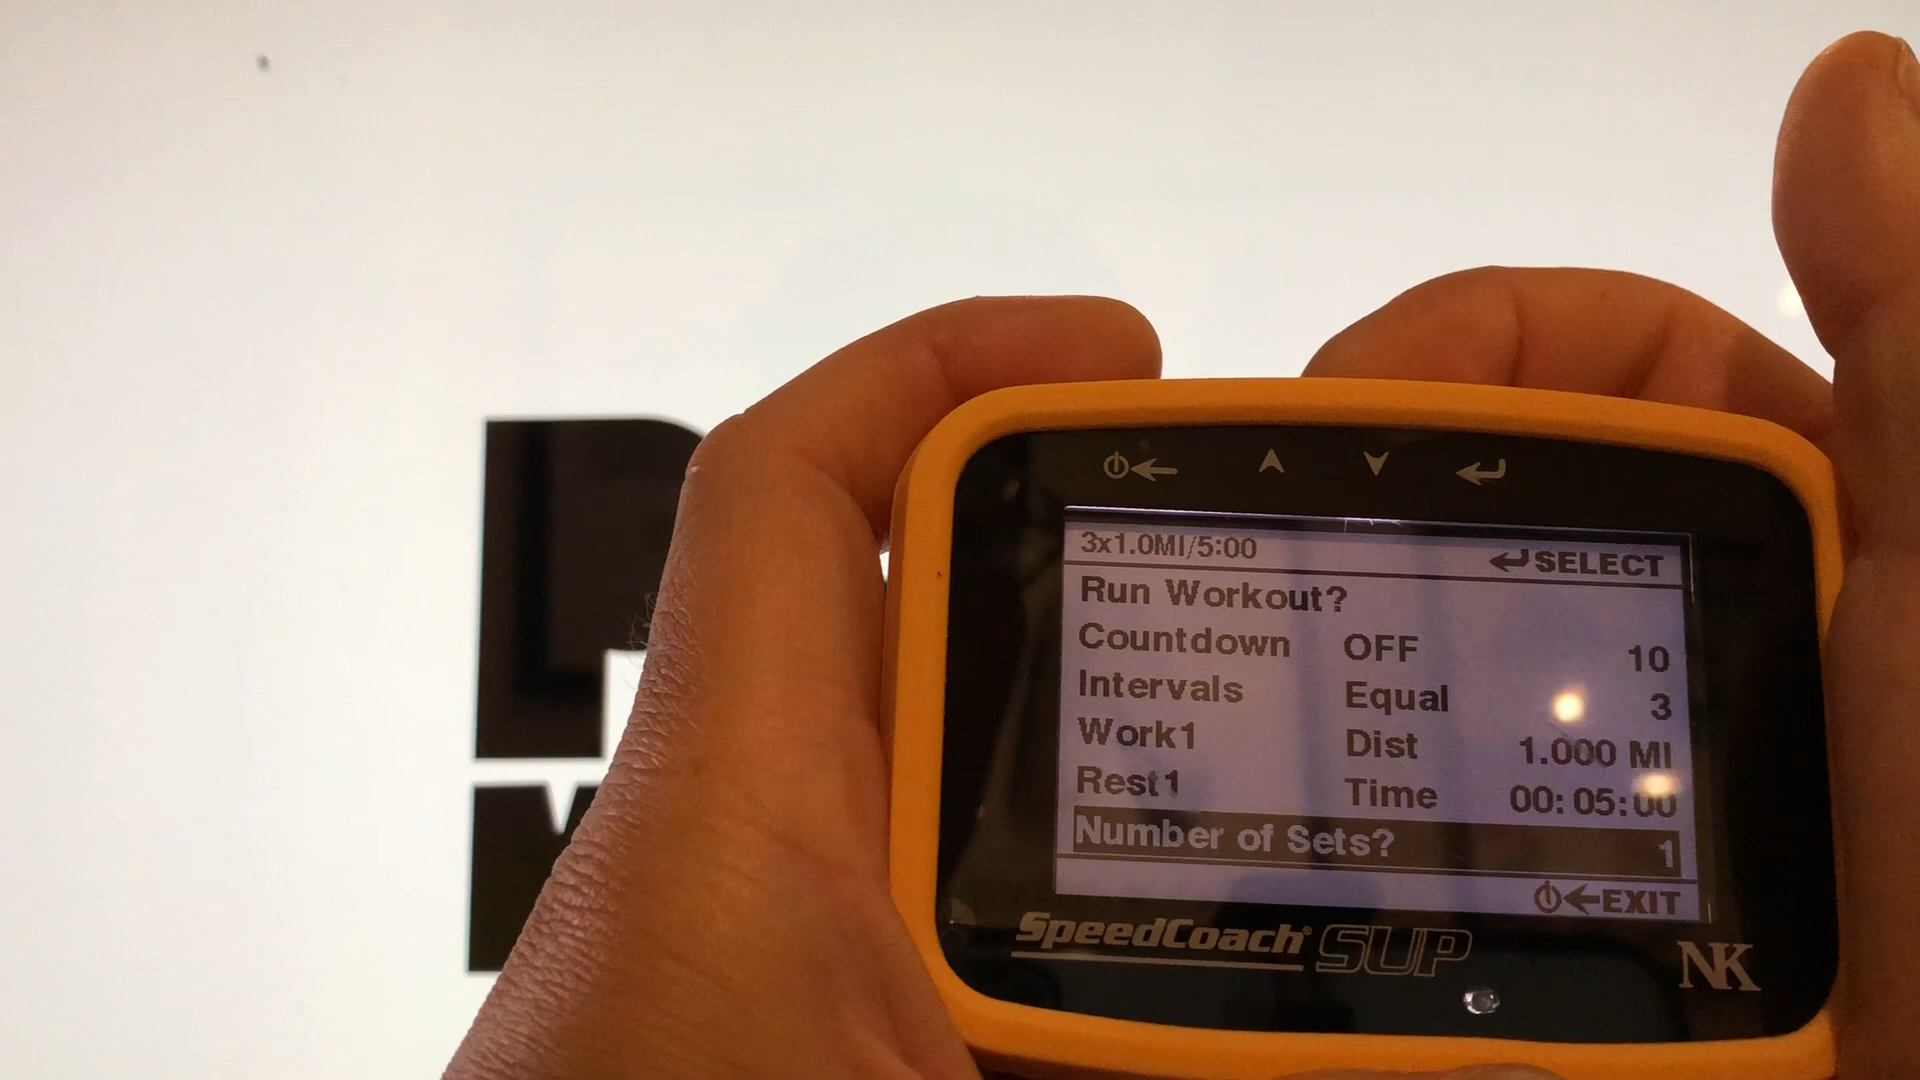 3x1.0MI/5:00 SELECT
Run Workout?
Countdown OFF 10
Intervals Equal 3
Work1 Dist 1.000 MI
Rest1 Time 00:05:00
Number of Sets? 1
EXIT
SpeedCoach® SUP NK